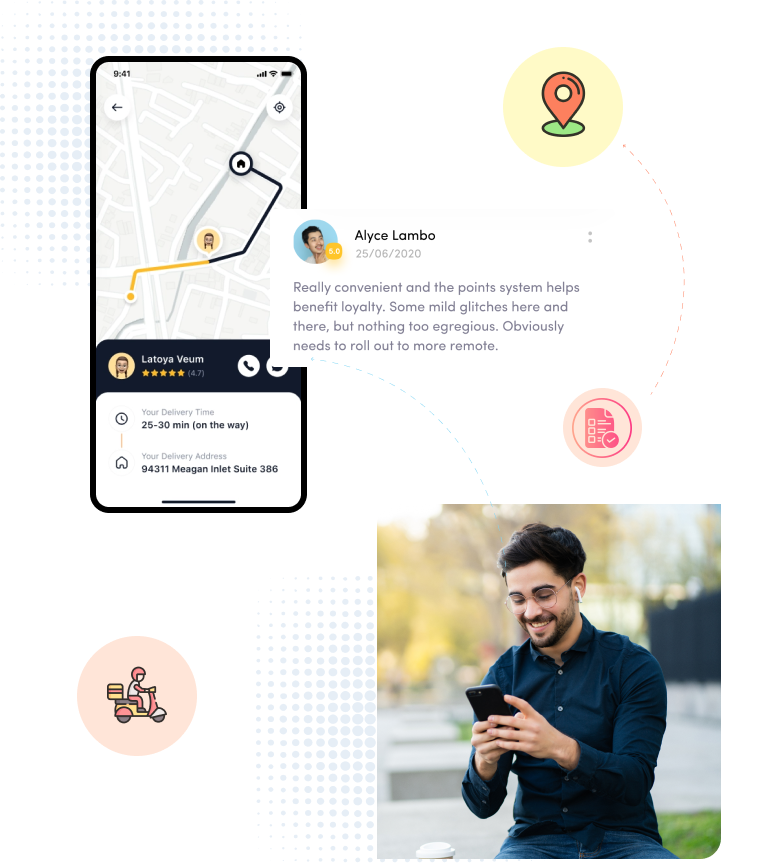 9:41
Alyce Lambo
5.0
25/06/2020
Really convenient and the points system helps
benefit loyalty. Some mild glitches here and
there, but nothing too egregious. Obviously
needs to roll out to more remote.
Latoya Veum
(4.7)
Your Delivery Time
25-30 min (on the way)
Your Delivery Address
94311 Meagan Inlet Suite 386